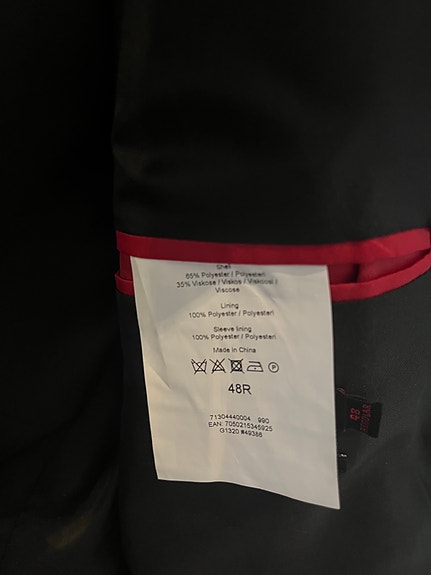 Shell
65% Polyester / Polyesteri
35% Viskose / Viskos / Viskoosi /
Viscose
Lining
100% Polyester / Polyesteri
Sleeve lining
100% Polyester / Polyesteri
Made in China
P
48R
71304440004 990
EAN: 7050215345925
G1320 #49386